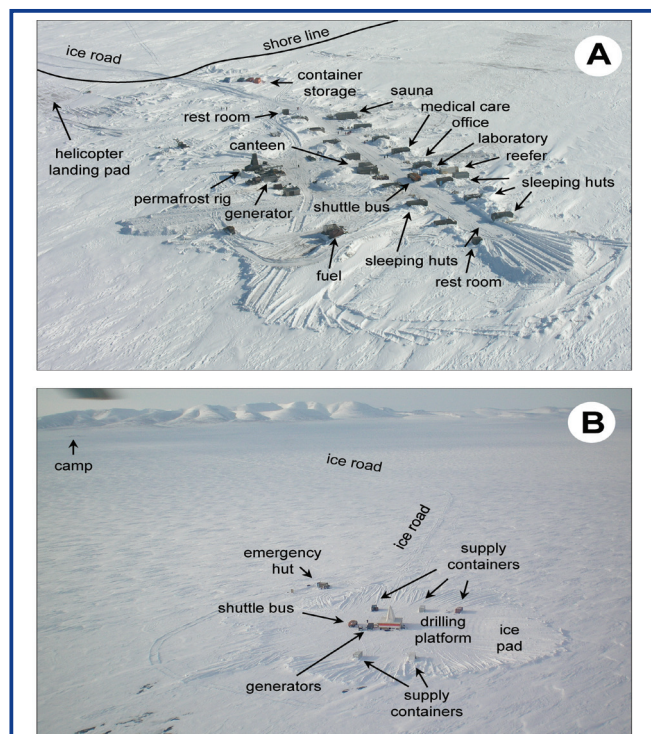 A
ice road
shore line
container
storage
sauna
rest room
medical care
office
canteen
laboratory
reefer
helicopter
landing pad
sleeping huts
permafrost rig
generator
shuttle bus
fuel
sleeping huts
rest room
B
camp
ice road
ice road
emergency
hut
supply
containers
shuttle bus
drilling
platform
ice
pad
generators
supply
containers